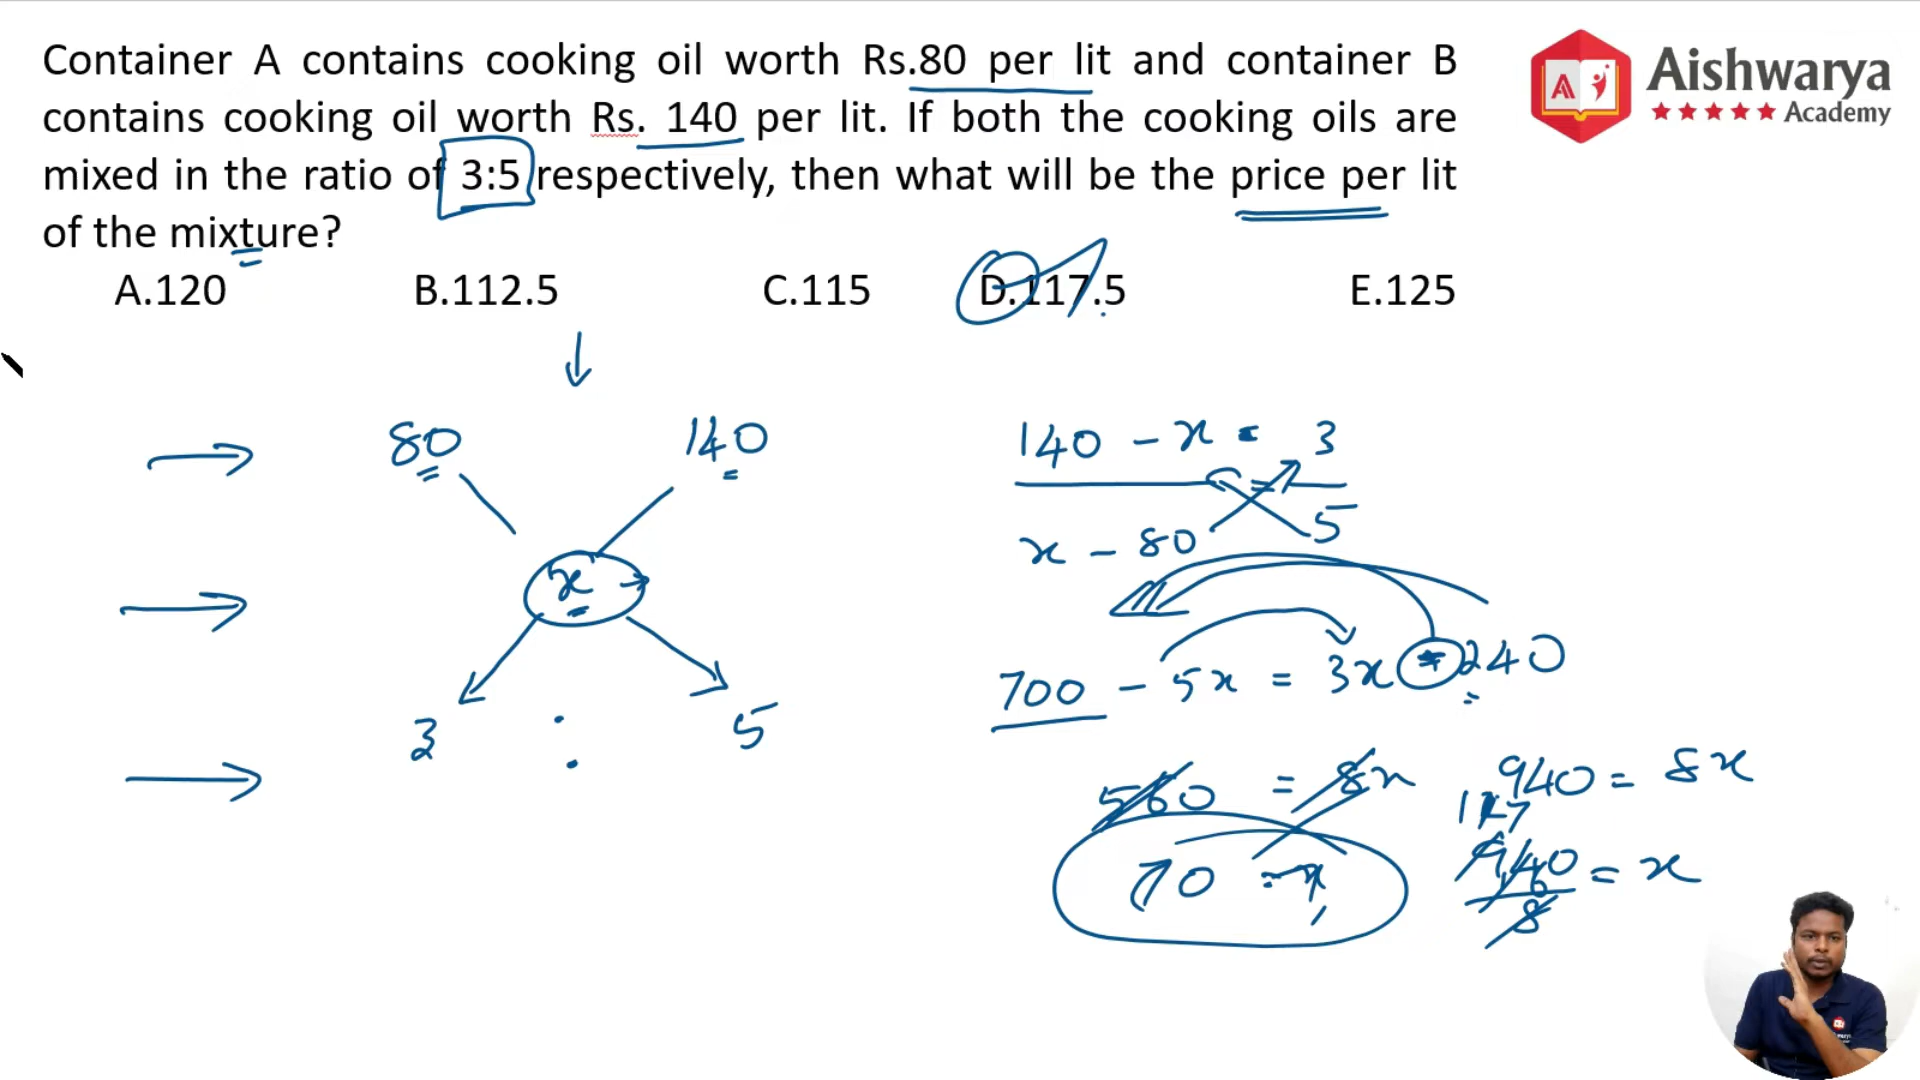 Container A contains cooking oil worth Rs.80 per lit and container B
contains cooking oil worth Rs. 140 per lit. If both the cooking oils are
mixed in the ratio of 3:5 respectively, then what will be the price per lit
of the mixture?
A.120 B.112.5 C.115 D.117.5 E.125
Aishwarya
Academy
80 140
x
3 : 5
140 - x = 3
x - 80 5
700 - 5x = 3x 240
560 = 8x
70 = x
940 = 8x
117
940 = x
8